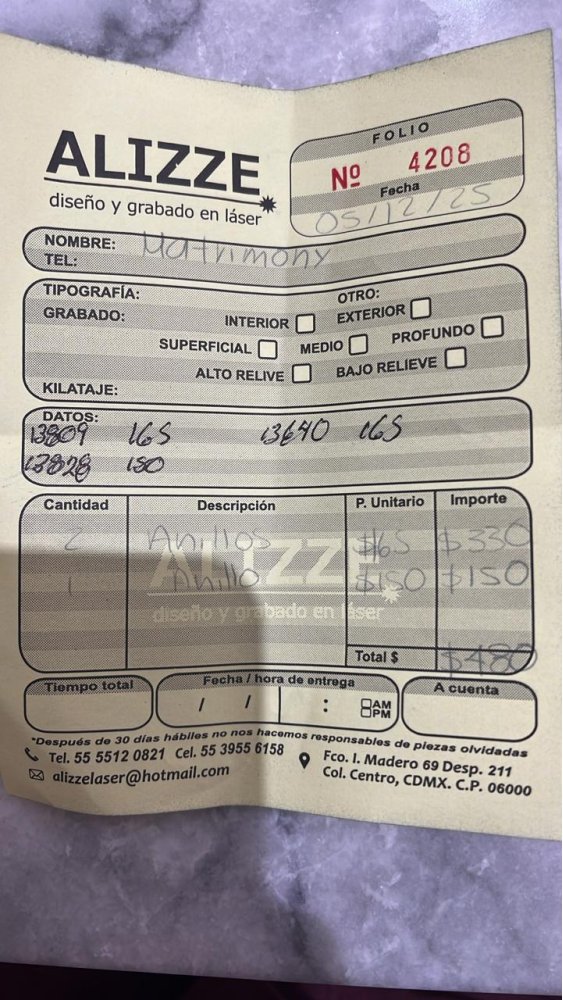 ALIZZE
diseño y grabado en láser
FOLIO
Nº 4208
Fecha
05/12/25
NOMBRE: Matrimony
TEL:
TIPOGRAFÍA: OTRO:
GRABADO: INTERIOR EXTERIOR
SUPERFICIAL MEDIO PROFUNDO
ALTO RELIVE BAJO RELIEVE
KILATAJE:
DATOS:
13809 165 13640 165
13828 150
Cantidad Descripción P. Unitario Importe
2 Anillos $165 $330
1 Anillo $150 $150
ALIZZE
diseño y grabado en láser
Total $ $480
Tiempo total Fecha / hora de entrega A cuenta
/ / : AM
PM
*Después de 30 días hábiles no nos hacemos responsables de piezas olvidadas
Tel. 55 5512 0821 Cel. 55 3955 6158
alizzelaser@hotmail.com
Fco. I. Madero 69 Desp. 211
Col. Centro, CDMX. C.P. 06000